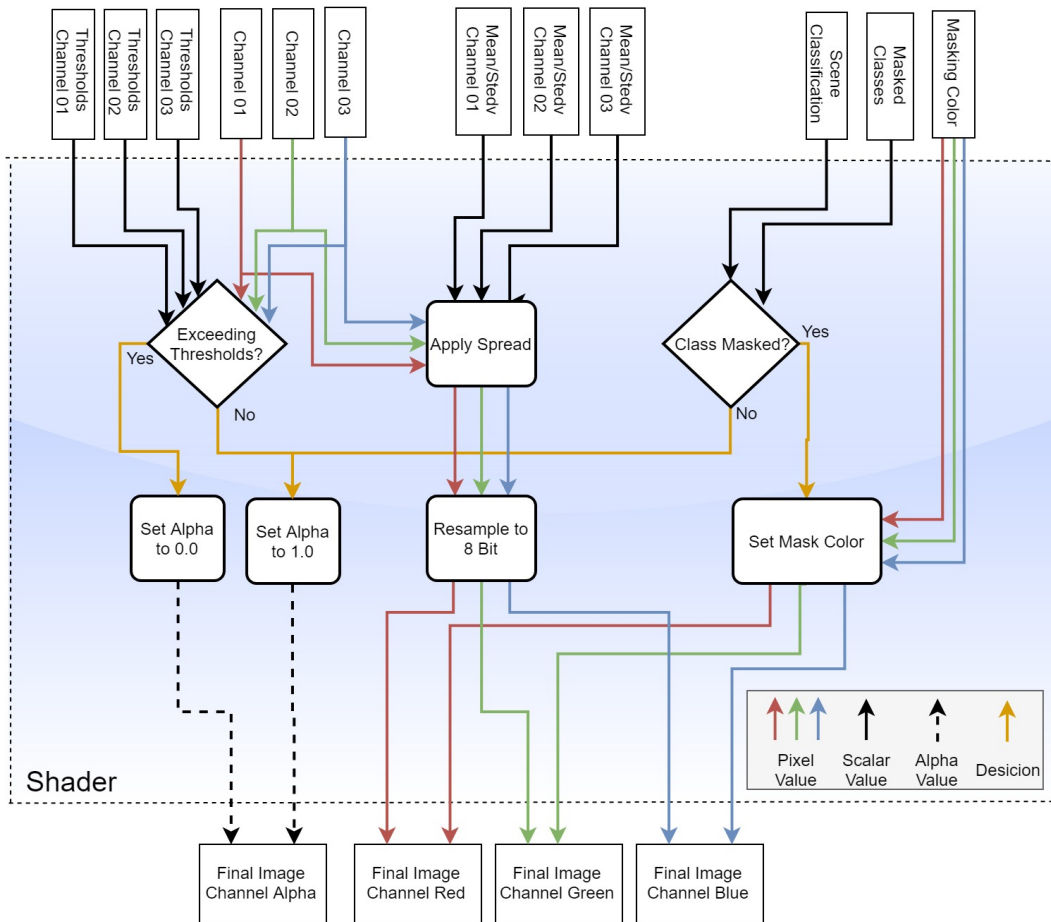 Thresholds
Channel 01
Thresholds
Channel 02
Thresholds
Channel 03
Channel 01
Channel 02
Channel 03
Mean/Stedv
Channel 01
Mean/Stedv
Channel 02
Mean/Stedv
Channel 03
Scene
Classification
Masked
Classes
Masking Color
Exceeding
Thresholds?
Yes
No
Apply Spread
Class Masked?
Yes
No
Set Alpha
to 0.0
Set Alpha
to 1.0
Resample to
8 Bit
Set Mask Color
Pixel
Value
Scalar
Value
Alpha
Value
Desicion
Shader
Final Image
Channel Alpha
Final Image
Channel Red
Final Image
Channel Green
Final Image
Channel Blue